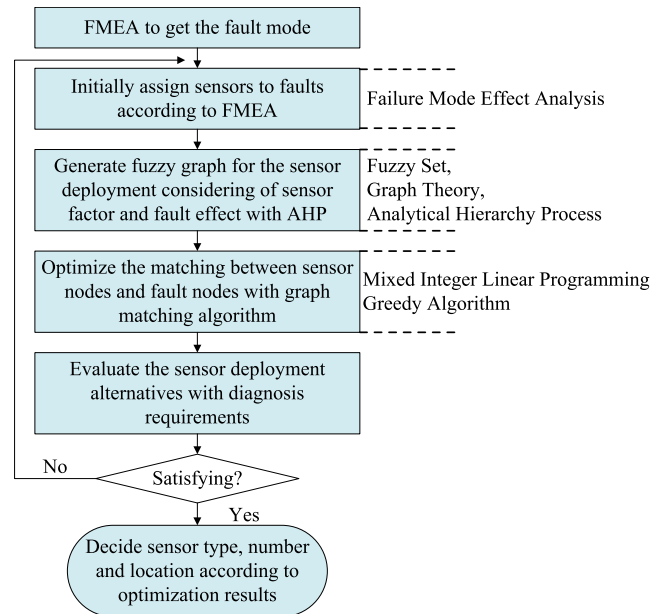 FMEA to get the fault mode
Initially assign sensors to faults
according to FMEA
Failure Mode Effect Analysis
Generate fuzzy graph for the sensor
deployment considering of sensor
factor and fault effect with AHP
Fuzzy Set,
Graph Theory,
Analytical Hierarchy Process
Optimize the matching between sensor
nodes and fault nodes with graph
matching algorithm
Mixed Integer Linear Programming
Greedy Algorithm
Evaluate the sensor deployment
alternatives with diagnosis
requirements
No
Satisfying?
Yes
Decide sensor type, number
and location according to
optimization results